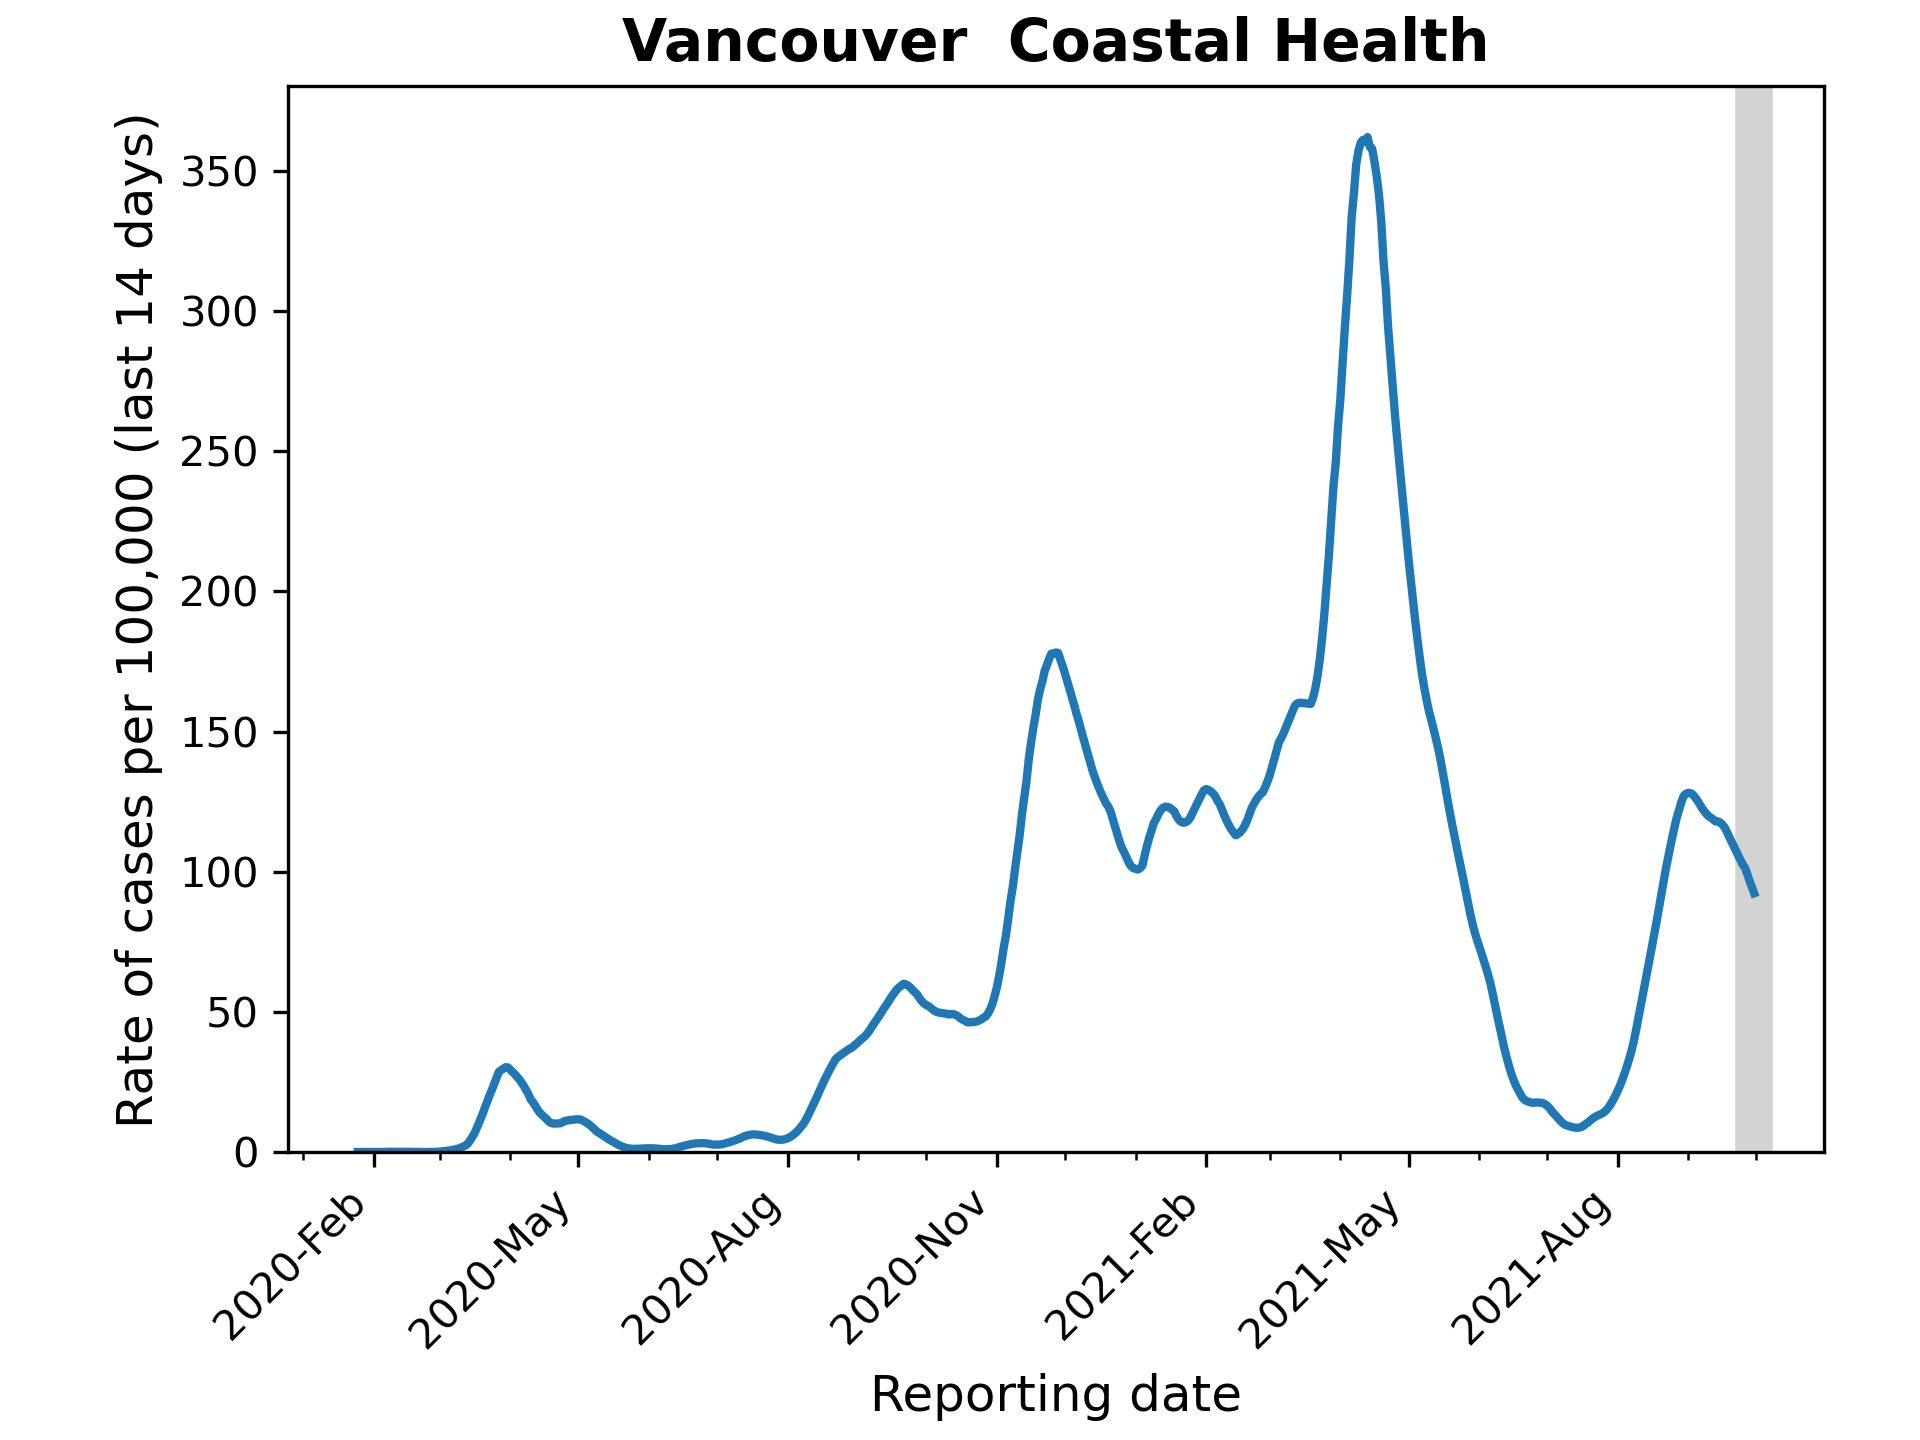 Vancouver  Coastal Health
Rate of cases per 100,000 (last 14 days)
350
300
250
200
150
100
50
0
2020-Feb
2020-May
2020-Aug
2020-Nov
2021-Feb
2021-May
2021-Aug
Reporting date